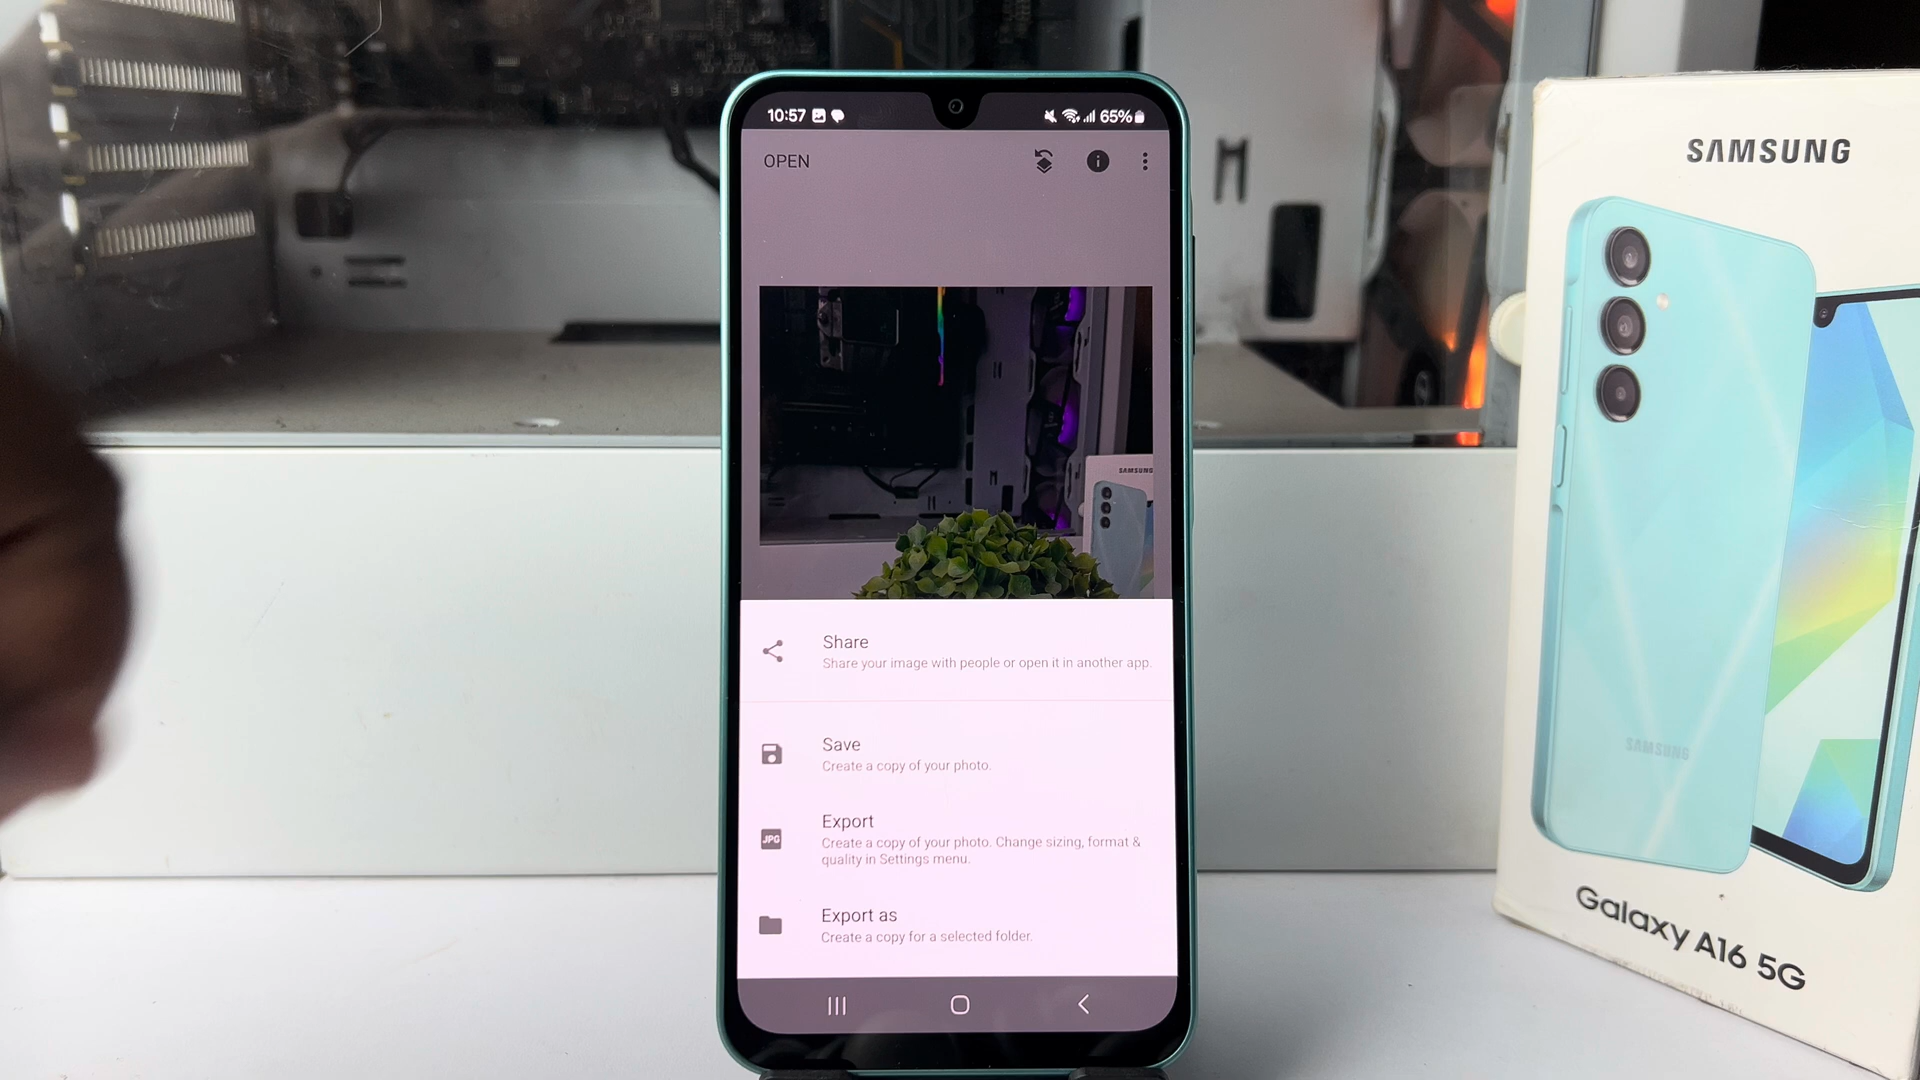 10:57
65%
OPEN
SAMSUNG
Share
Share your image with people or open it in another app.
Save
Create a copy of your photo.
JPG
Export
Create a copy of your photo. Change sizing, format &
quality in Settings menu.
Export as
Create a copy for a selected folder.
SAMSUNG
SAMSUNG
Galaxy A16 5G